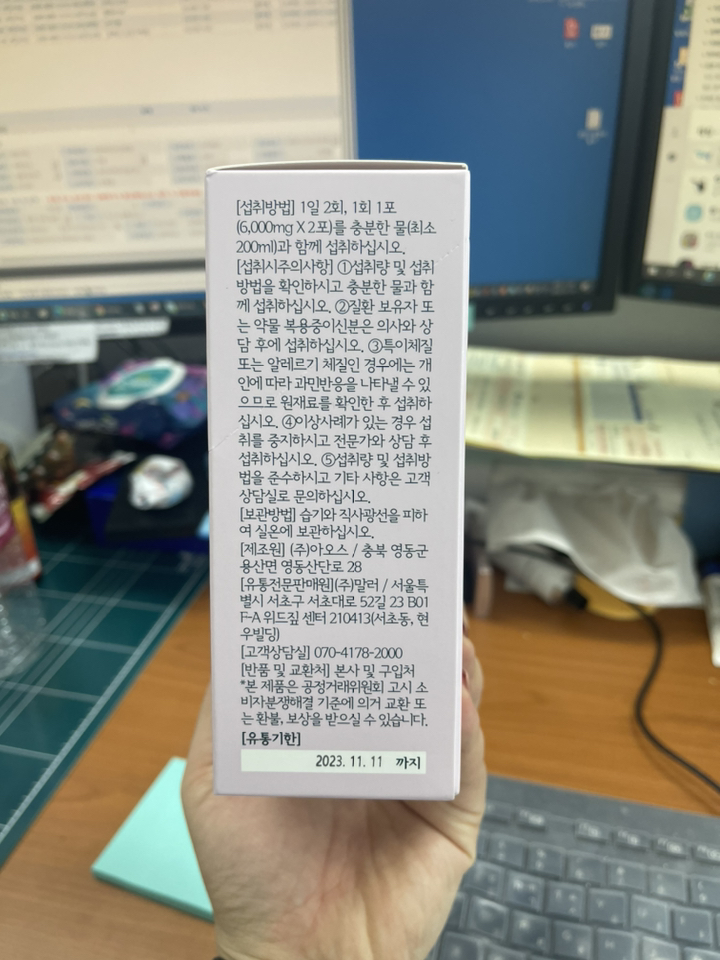 [섭취방법] 1일 2회, 1회 1포
(6,000mg X 2포)를 충분한 물(최소
200ml)과 함께 섭취하십시오.
[섭취시주의사항] ①섭취량 및 섭취
방법을 확인하시고 충분한 물과 함
께 섭취하십시오. ②질환 보유자 또
는 약물 복용중이신분은 의사와 상
담 후에 섭취하십시오. ③특이체질
또는 알레르기 체질인 경우에는 개
인에 따라 과민반응을 나타낼 수 있
으므로 원재료를 확인한 후 섭취하
십시오. ④이상사례가 있는 경우 섭
취를 중지하시고 전문가와 상담 후
섭취하십시오. ⑤섭취량 및 섭취방
법을 준수하시고 기타 사항은 고객
상담실로 문의하십시오.
[보관방법] 습기와 직사광선을 피하
여 실온에 보관하십시오.
[제조원] (주)아오스 / 충북 영동군
용산면 영동산단로 28
[유통전문판매원](주)말러 / 서울특
별시 서초구 서초대로 52길 23 B01
F-A 위드짚 센터 210413(서초동, 현
우빌딩)
[고객상담실] 070-4178-2000
[반품 및 교환처] 본사 및 구입처
*본 제품은 공정거래위원회 고시 소
비자분쟁해결 기준에 의거 교환 또
는 환불, 보상을 받으실 수 있습니다.
[유통기한]
2023. 11. 11 까지